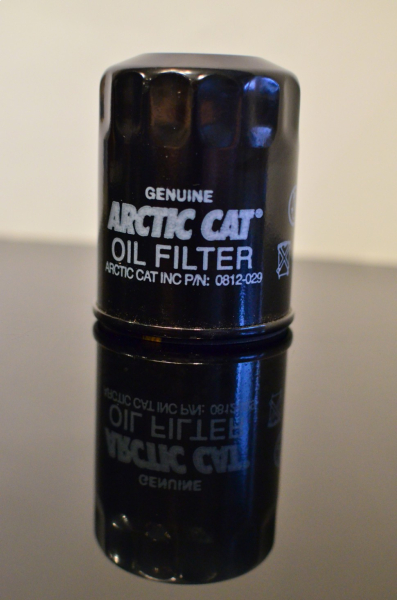 GENUINE
ARCTIC CAT®
OIL FILTER
ARCTIC CAT INC P/N: 0812-029